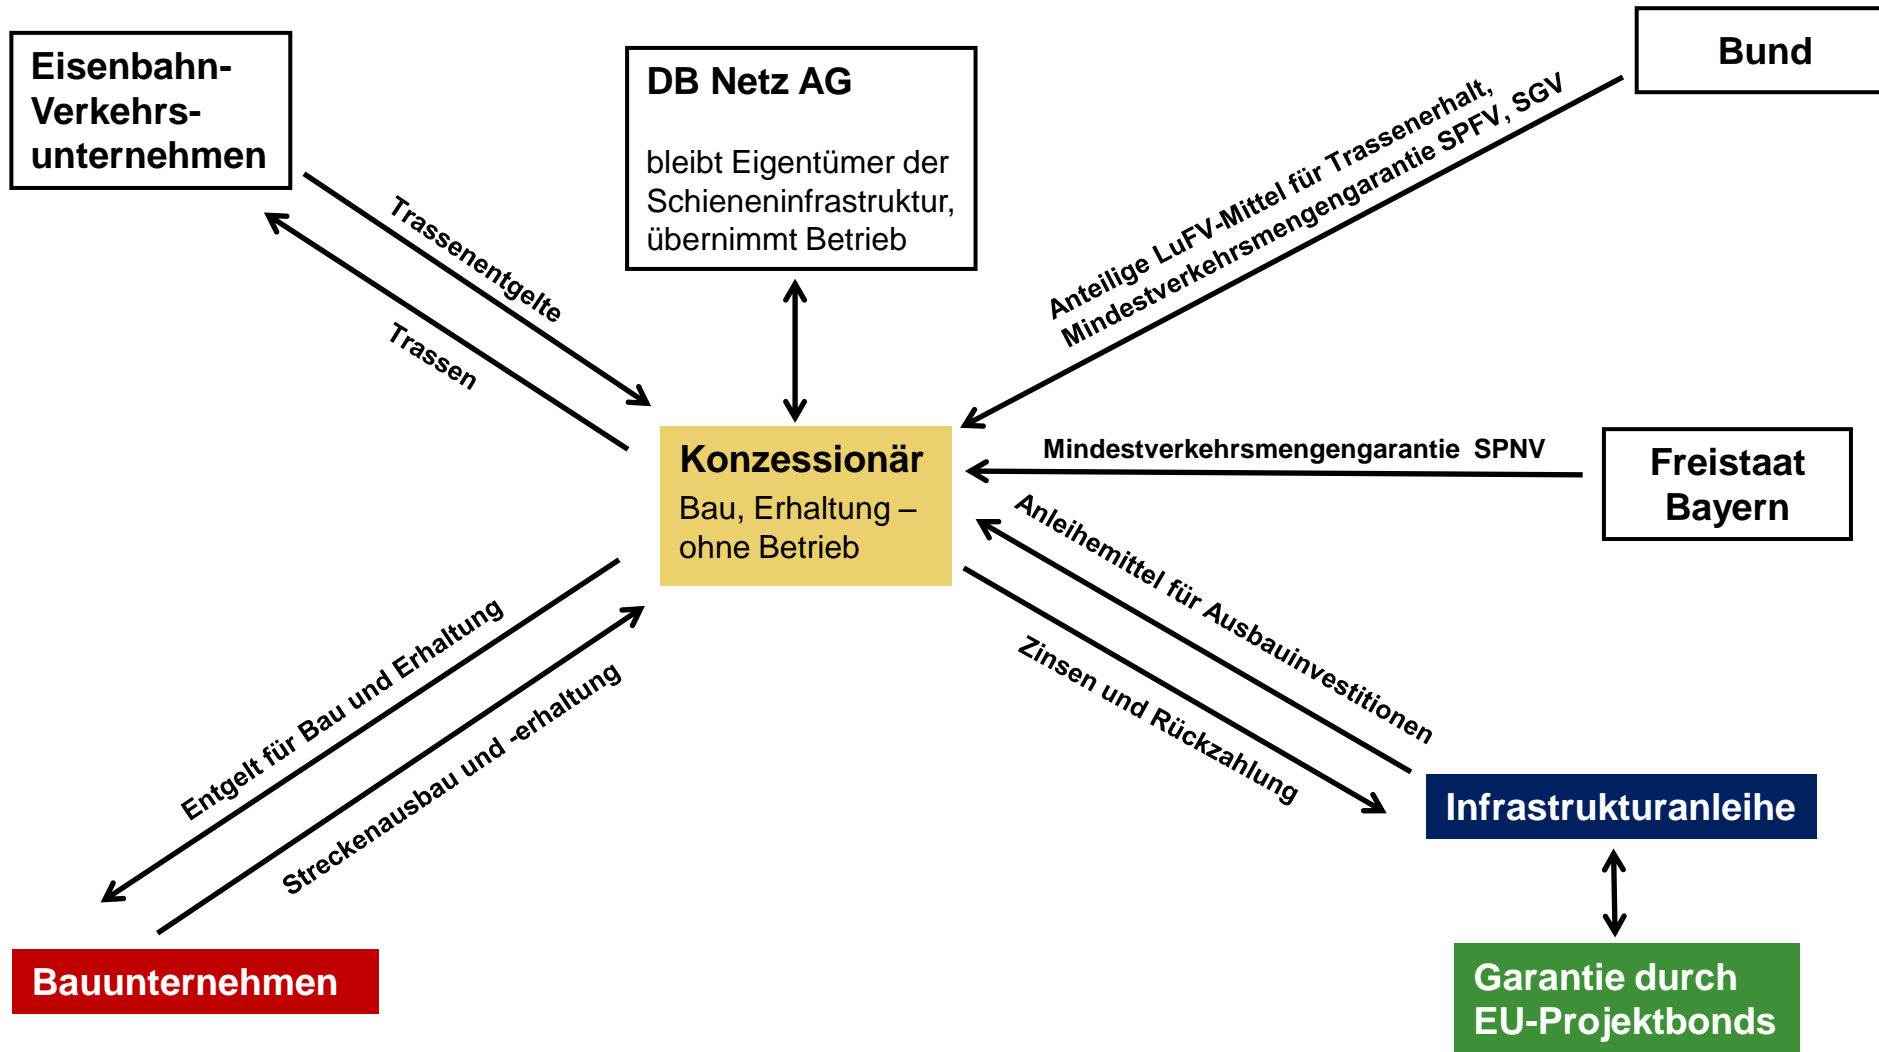 Eisenbahn-
Verkehrs-
unternehmen
DB Netz AG
bleibt Eigentümer der
Schieneninfrastruktur,
übernimmt Betrieb
Bund
Anteilige LuFV-Mittel für Trassenerhalt,
Mindestverkehrsmengengarantie SPFV, SGV
Trassenentgelte
Trassen
Konzessionär
Bau, Erhaltung –
ohne Betrieb
Mindestverkehrsmengengarantie SPNV
Freistaat
Bayern
Anleihemittel für Ausbauinvestitionen
Zinsen und Rückzahlung
Entgelt für Bau und Erhaltung
Streckenausbau und -erhaltung
Infrastrukturanleihe
Bauunternehmen
Garantie durch
EU-Projektbonds